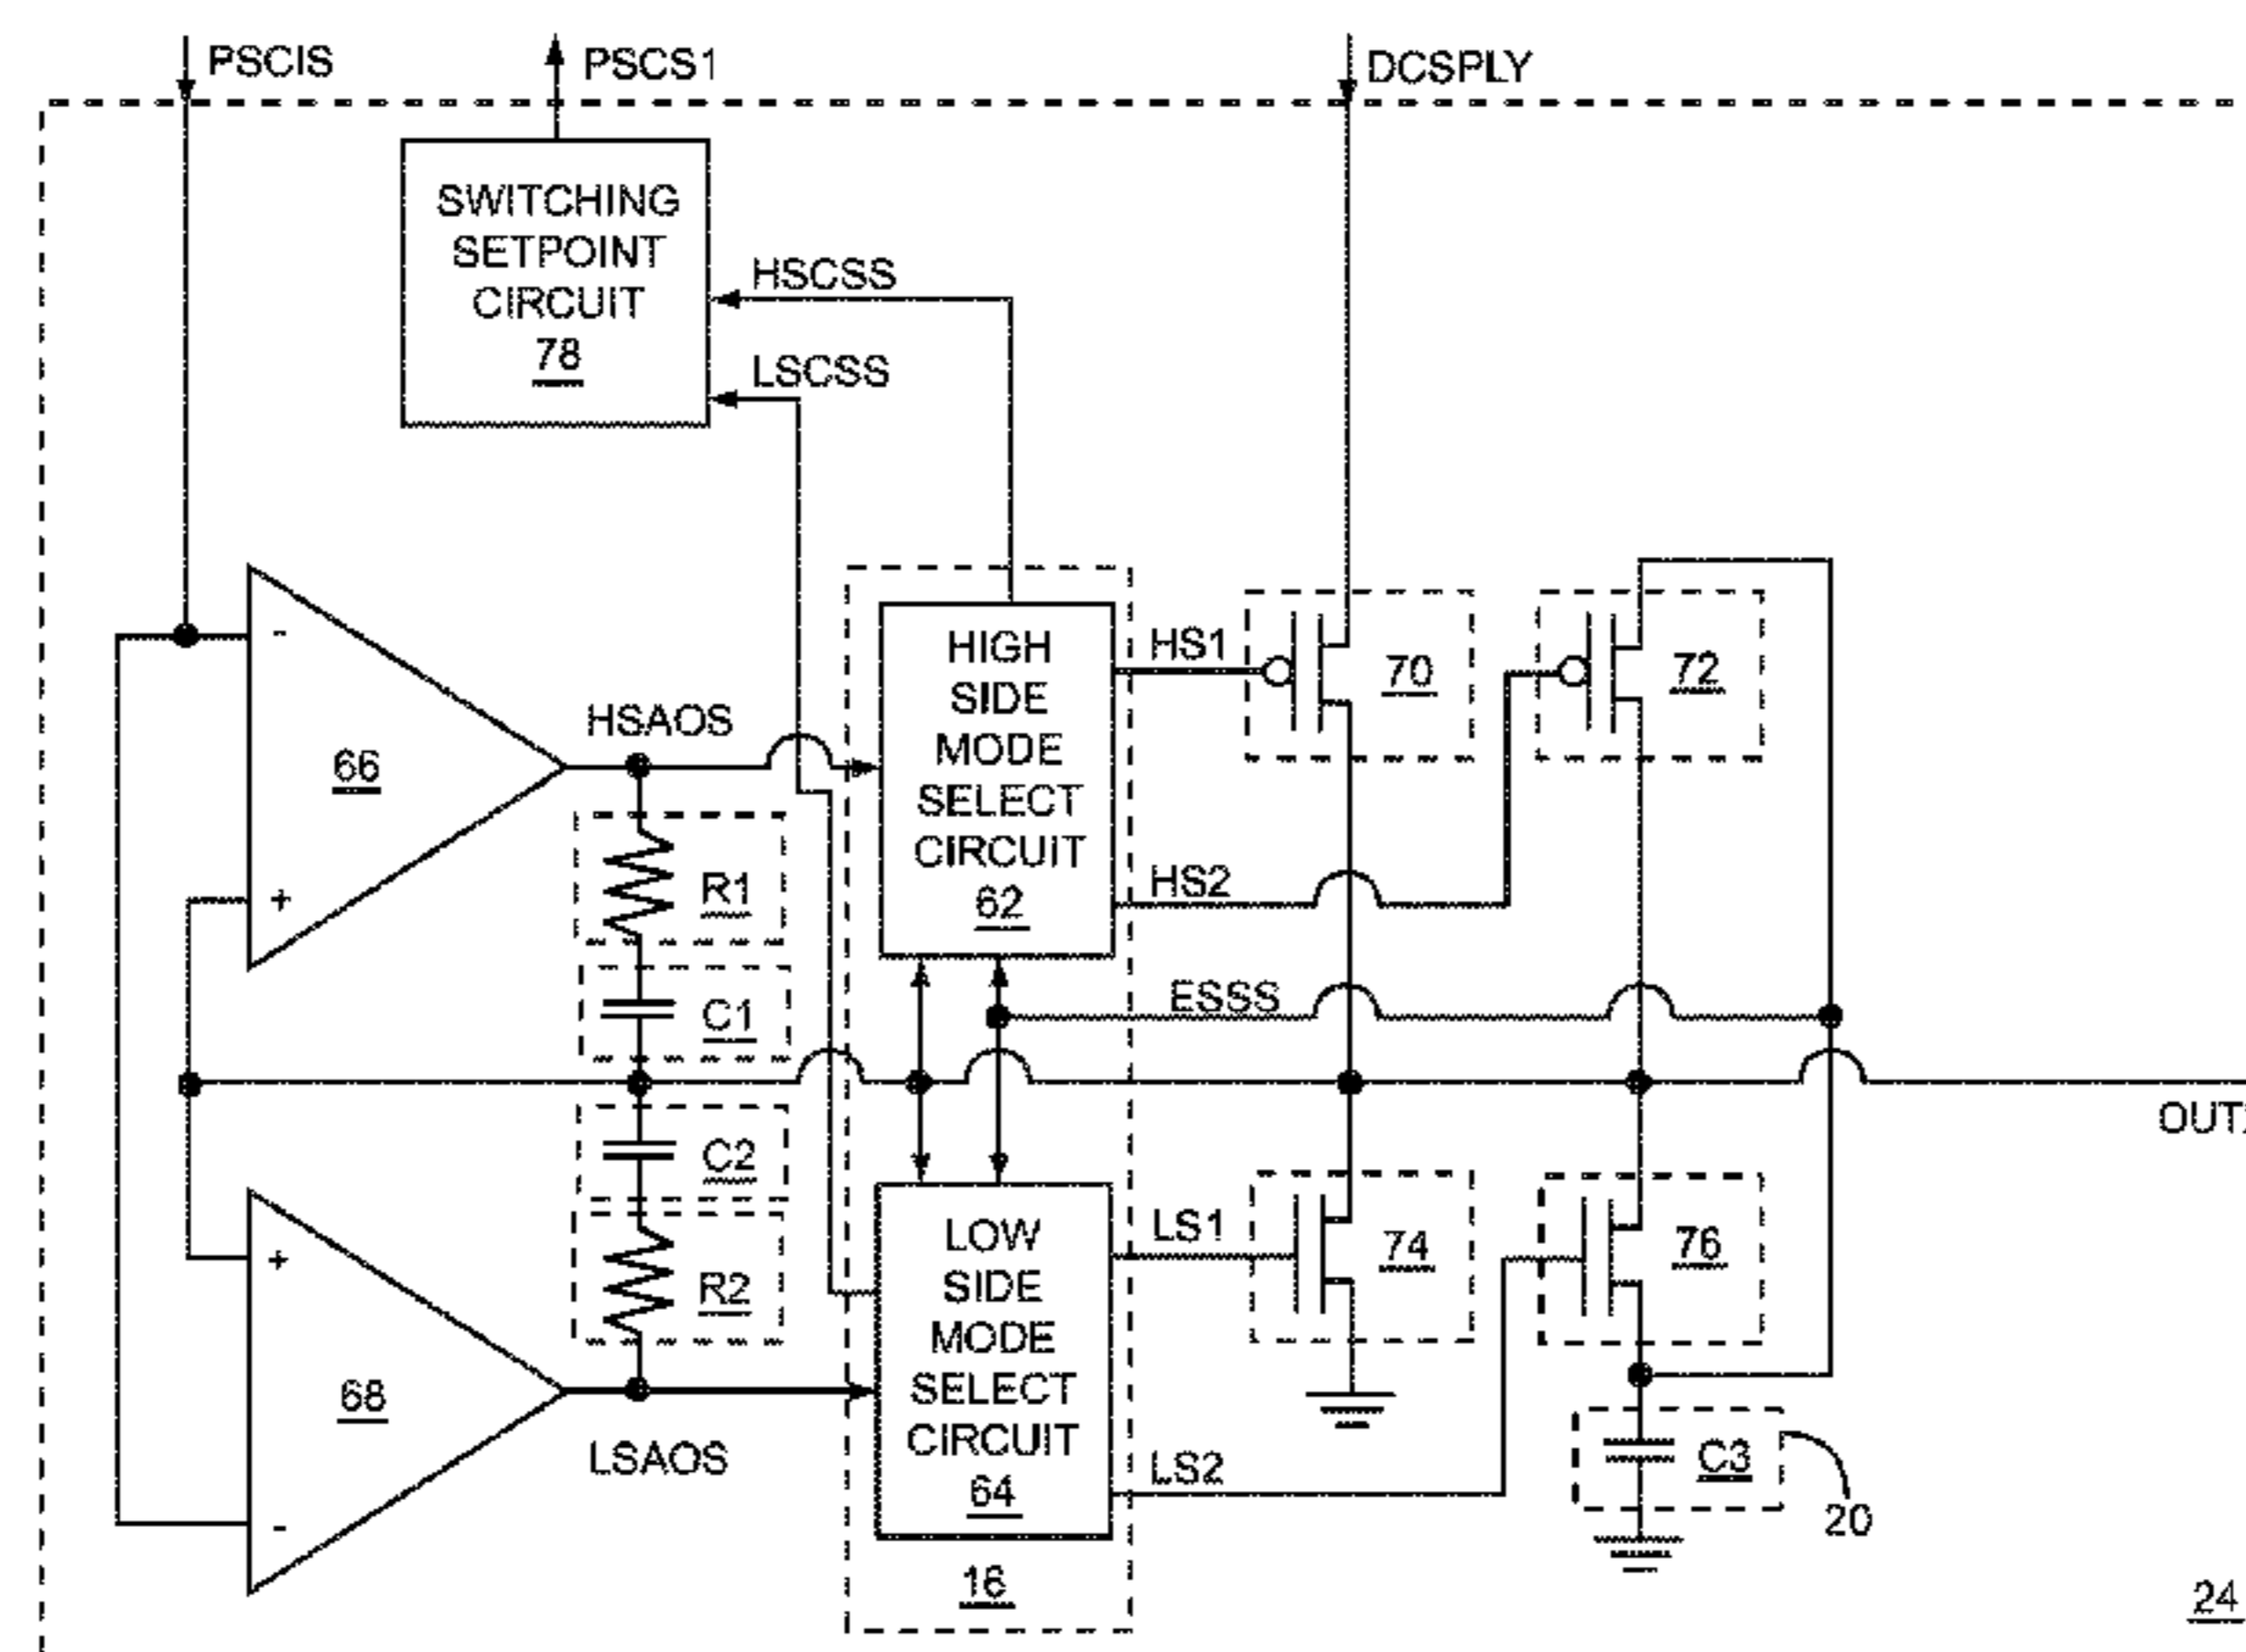 PSCIS
PSCS1
DCSPLY
SWITCHING
SETPOINT
CIRCUIT
78
HSCSS
LSCSS
-
66
+
HSAOS
R1
C1
HIGH
SIDE
MODE
SELECT
CIRCUIT
62
HS1
70
72
HS2
ESSS
C2
R2
+
68
-
LSAOS
LOW
SIDE
MODE
SELECT
CIRCUIT
64
16
LS1
74
76
LS2
C3
20
24